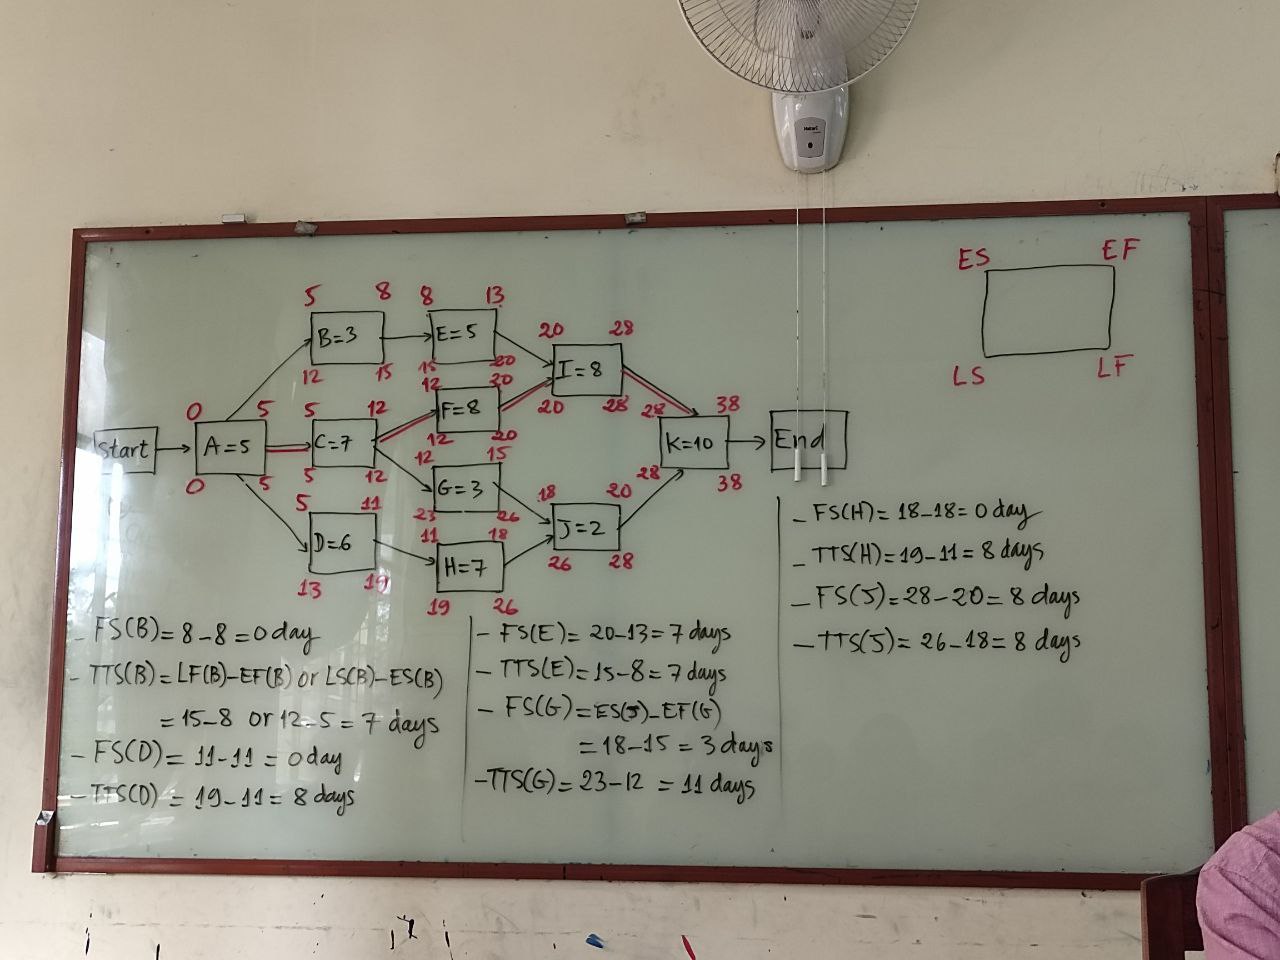 ES EF
LS LF
5 8 8 13
B=3 E=5
12 15 15 20
20 28
I=8
20 28
12 20
F=8
12 20
0 5 5 12
Start A=5 C=7
0 5 5 12
28 38
K=10 End
28 38
12 15
G=3
23 26
5 11
D=6
13 19
18 20
J=2
26 28
11 18
H=7
19 26
- FS(B)=8-8=0day
- TTS(B)=LF(B)-EF(B) or LS(B)-ES(B)
=15-8 or 12-5=7 days
- FS(D)=11-11=0day
- TTS(D)=19-11=8 days
- FS(E)=20-13=7 days
- TTS(E)=15-8=7 days
- FS(G)=ES(J)-EF(G)
=18-15=3 days
-TTS(G)=23-12=11 days
- FS(H)=18-18=0 day
- TTS(H)=19-11=8 days
- FS(J)=28-20=8 days
- TTS(J)=26-18=8 days